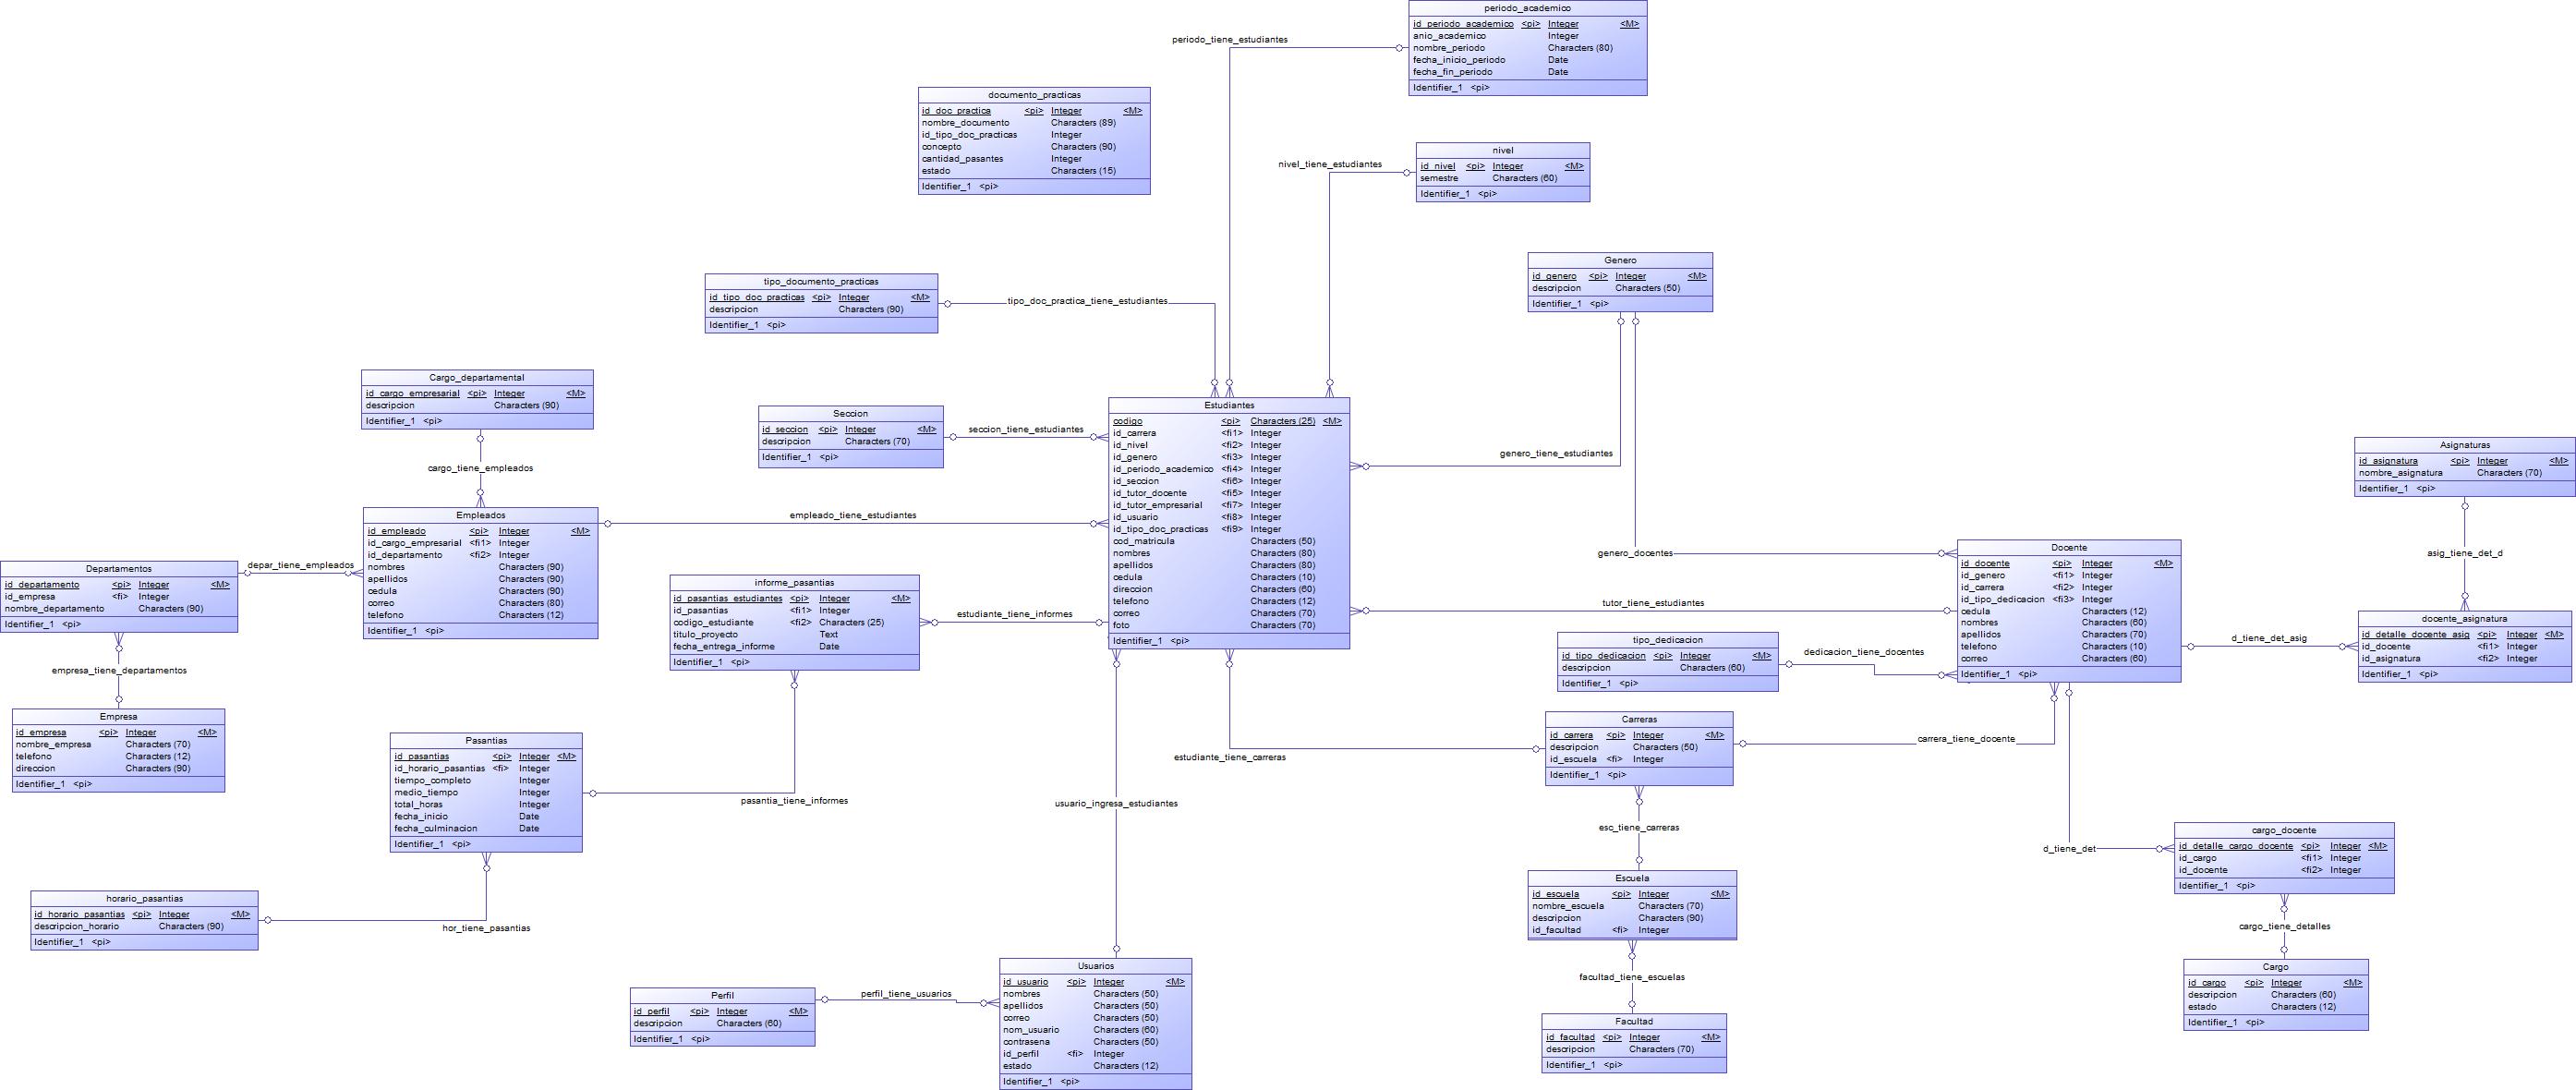 periodo_academico
id_periodo_academico <pi> Integer <M>
anio_academico Integer
nombre_periodo Characters (80)
fecha_inicio_periodo Date
fecha_fin_periodo Date
Identifier_1 <pi>
periodo_tiene_estudiantes
documento_practicas
id_doc_practica <pi> Integer <M>
nombre_documento Characters (89)
id_tipo_doc_practicas Integer
concepto Characters (90)
cantidad_pasantes Integer
estado Characters (15)
Identifier_1 <pi>
nivel
id_nivel <pi> Integer <M>
semestre Characters (60)
Identifier_1 <pi>
nivel_tiene_estudiantes
Genero
id_genero <pi> Integer <M>
descripcion Characters (50)
Identifier_1 <pi>
tipo_documento_practicas
id_tipo_doc_practicas <pi> Integer <M>
descripcion Characters (90)
Identifier_1 <pi>
tipo_doc_practica_tiene_estudiantes
Cargo_departamental
id_cargo_empresarial <pi> Integer <M>
descripcion Characters (90)
Identifier_1 <pi>
cargo_tiene_empleados
Seccion
id_seccion <pi> Integer <M>
descripcion Characters (70)
Identifier_1 <pi>
seccion_tiene_estudiantes
Estudiantes
codigo <pi> Characters (25) <M>
id_carrera <fi1> Integer
id_nivel <fi2> Integer
id_genero <fi3> Integer
id_periodo_academico <fi4> Integer
id_seccion <fi6> Integer
id_tutor_docente <fi5> Integer
id_tutor_empresarial <fi7> Integer
id_usuario <fi8> Integer
id_tipo_doc_practicas <fi9> Integer
cod_matricula Characters (50)
nombres Characters (80)
apellidos Characters (80)
cedula Characters (10)
direccion Characters (60)
telefono Characters (12)
correo Characters (70)
foto Characters (70)
Identifier_1 <pi>
genero_tiene_estudiantes
Asignaturas
id_asignatura <pi> Integer <M>
nombre_asignatura Characters (70)
Identifier_1 <pi>
asig_tiene_det_d
Empleados
id_empleado <pi> Integer <M>
id_cargo_empresarial <fi1> Integer
id_departamento <fi2> Integer
nombres Characters (90)
apellidos Characters (90)
cedula Characters (90)
correo Characters (80)
telefono Characters (12)
Identifier_1 <pi>
empleado_tiene_estudiantes
genero_docentes
Docente
id_docente <pi> Integer <M>
id_genero <fi1> Integer
id_carrera <fi2> Integer
id_tipo_dedicacion <fi3> Integer
cedula Characters (12)
nombres Characters (60)
apellidos Characters (70)
telefono Characters (10)
correo Characters (60)
Identifier_1 <pi>
Departamentos
id_departamento <pi> Integer <M>
id_empresa <fi> Integer
nombre_departamento Characters (90)
Identifier_1 <pi>
depar_tiene_empleados
informe_pasantias
id_pasantias_estudiantes <pi> Integer <M>
id_pasantias <fi1> Integer
codigo_estudiante <fi2> Characters (25)
titulo_proyecto Text
fecha_entrega_informe Date
Identifier_1 <pi>
estudiante_tiene_informes
tutor_tiene_estudiantes
docente_asignatura
id_detalle_docente_asig <pi> Integer <M>
id_docente <fi1> Integer
id_asignatura <fi2> Integer
Identifier_1 <pi>
d_tiene_det_asig
tipo_dedicacion
id_tipo_dedicacion <pi> Integer <M>
descripcion Characters (60)
Identifier_1 <pi>
dedicacion_tiene_docentes
empresa_tiene_departamentos
Empresa
id_empresa <pi> Integer <M>
nombre_empresa Characters (70)
telefono Characters (12)
direccion Characters (90)
Identifier_1 <pi>
Carreras
id_carrera <pi> Integer <M>
descripcion Characters (50)
id_escuela <fi> Integer
Identifier_1 <pi>
carrera_tiene_docente
estudiante_tiene_carreras
Pasantias
id_pasantias <pi> Integer <M>
id_horario_pasantias <fi> Integer
tiempo_completo Integer
medio_tiempo Integer
total_horas Integer
fecha_inicio Date
fecha_culminacion Date
Identifier_1 <pi>
pasantia_tiene_informes
usuario_ingresa_estudiantes
esc_tiene_carreras
d_tiene_det
cargo_docente
id_detalle_cargo_docente <pi> Integer <M>
id_cargo <fi1> Integer
id_docente <fi2> Integer
Identifier_1 <pi>
Escuela
id_escuela <pi> Integer <M>
nombre_escuela Characters (70)
descripcion Characters (90)
id_facultad <fi> Integer
horario_pasantias
id_horario_pasantias <pi> Integer <M>
descripcion_horario Characters (90)
Identifier_1 <pi>
hor_tiene_pasantias
cargo_tiene_detalles
Cargo
id_cargo <pi> Integer <M>
descripcion Characters (60)
estado Characters (12)
Identifier_1 <pi>
facultad_tiene_escuelas
Facultad
id_facultad <pi> Integer <M>
descripcion Characters (70)
Identifier_1 <pi>
Usuarios
id_usuario <pi> Integer <M>
nombres Characters (50)
apellidos Characters (50)
correo Characters (50)
nom_usuario Characters (60)
contrasena Characters (50)
id_perfil <fi> Integer
estado Characters (12)
Identifier_1 <pi>
perfil_tiene_usuarios
Perfil
id_perfil <pi> Integer <M>
descripcion Characters (60)
Identifier_1 <pi>